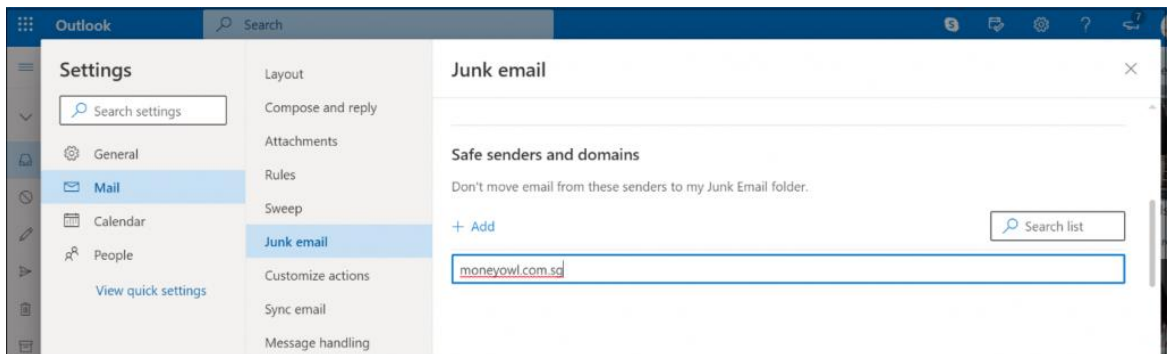 Outlook
Search
7
Settings
Search settings
General
Mail
Calendar
People
View quick settings
Layout
Compose and reply
Attachments
Rules
Sweep
Junk email
Customize actions
Sync email
Message handling
Junk email
Safe senders and domains
Don't move email from these senders to my Junk Email folder.
+ Add
Search list
moneyowl.com.sg